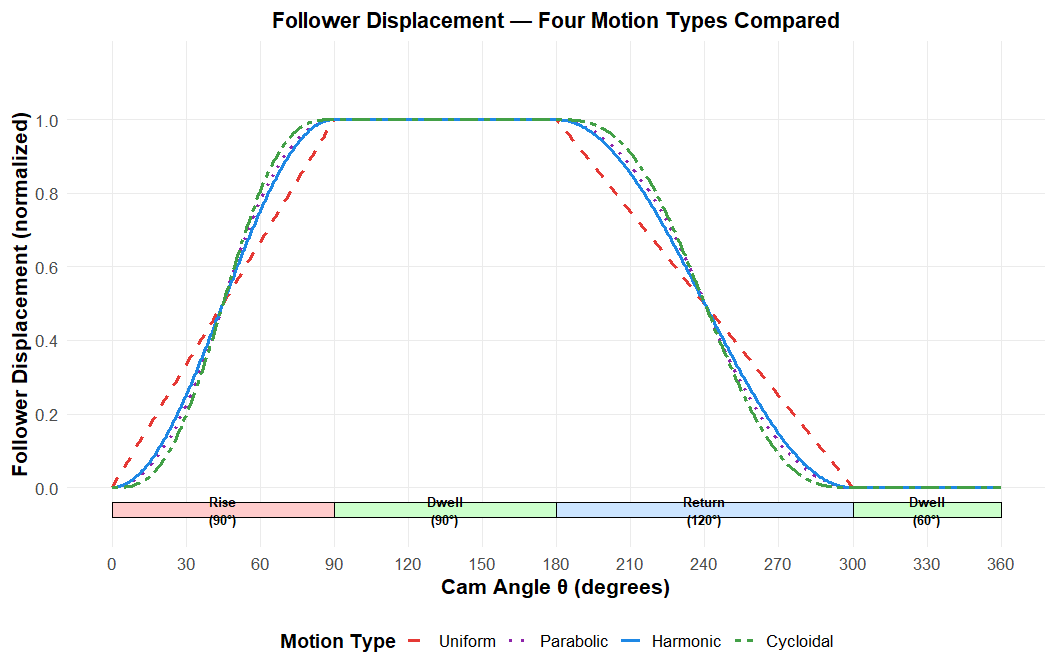 Follower Displacement — Four Motion Types Compared
Follower Displacement (normalized)
1.0
0.8
0.6
0.4
0.2
0.0
Rise Dwell Return Dwell
(90°) (90°) (120°) (60°)
0 30 60 90 120 150 180 210 240 270 300 330 360
Cam Angle θ (degrees)
Motion Type Uniform Parabolic Harmonic Cycloidal